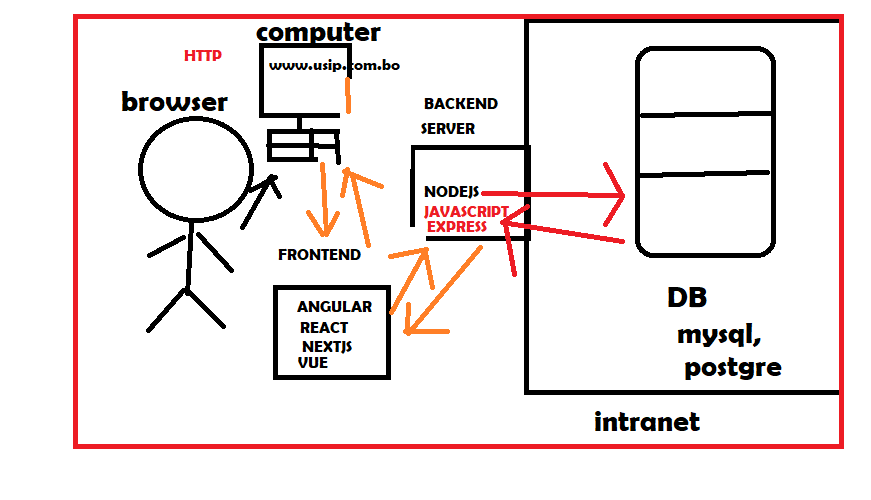 computer
HTTP
www.usip.com.bo
browser
BACKEND
SERVER
NODEJS
JAVASCRIPT
EXPRESS
FRONTEND
ANGULAR
REACT
NEXTJS
VUE
DB
mysql,
postgre
intranet